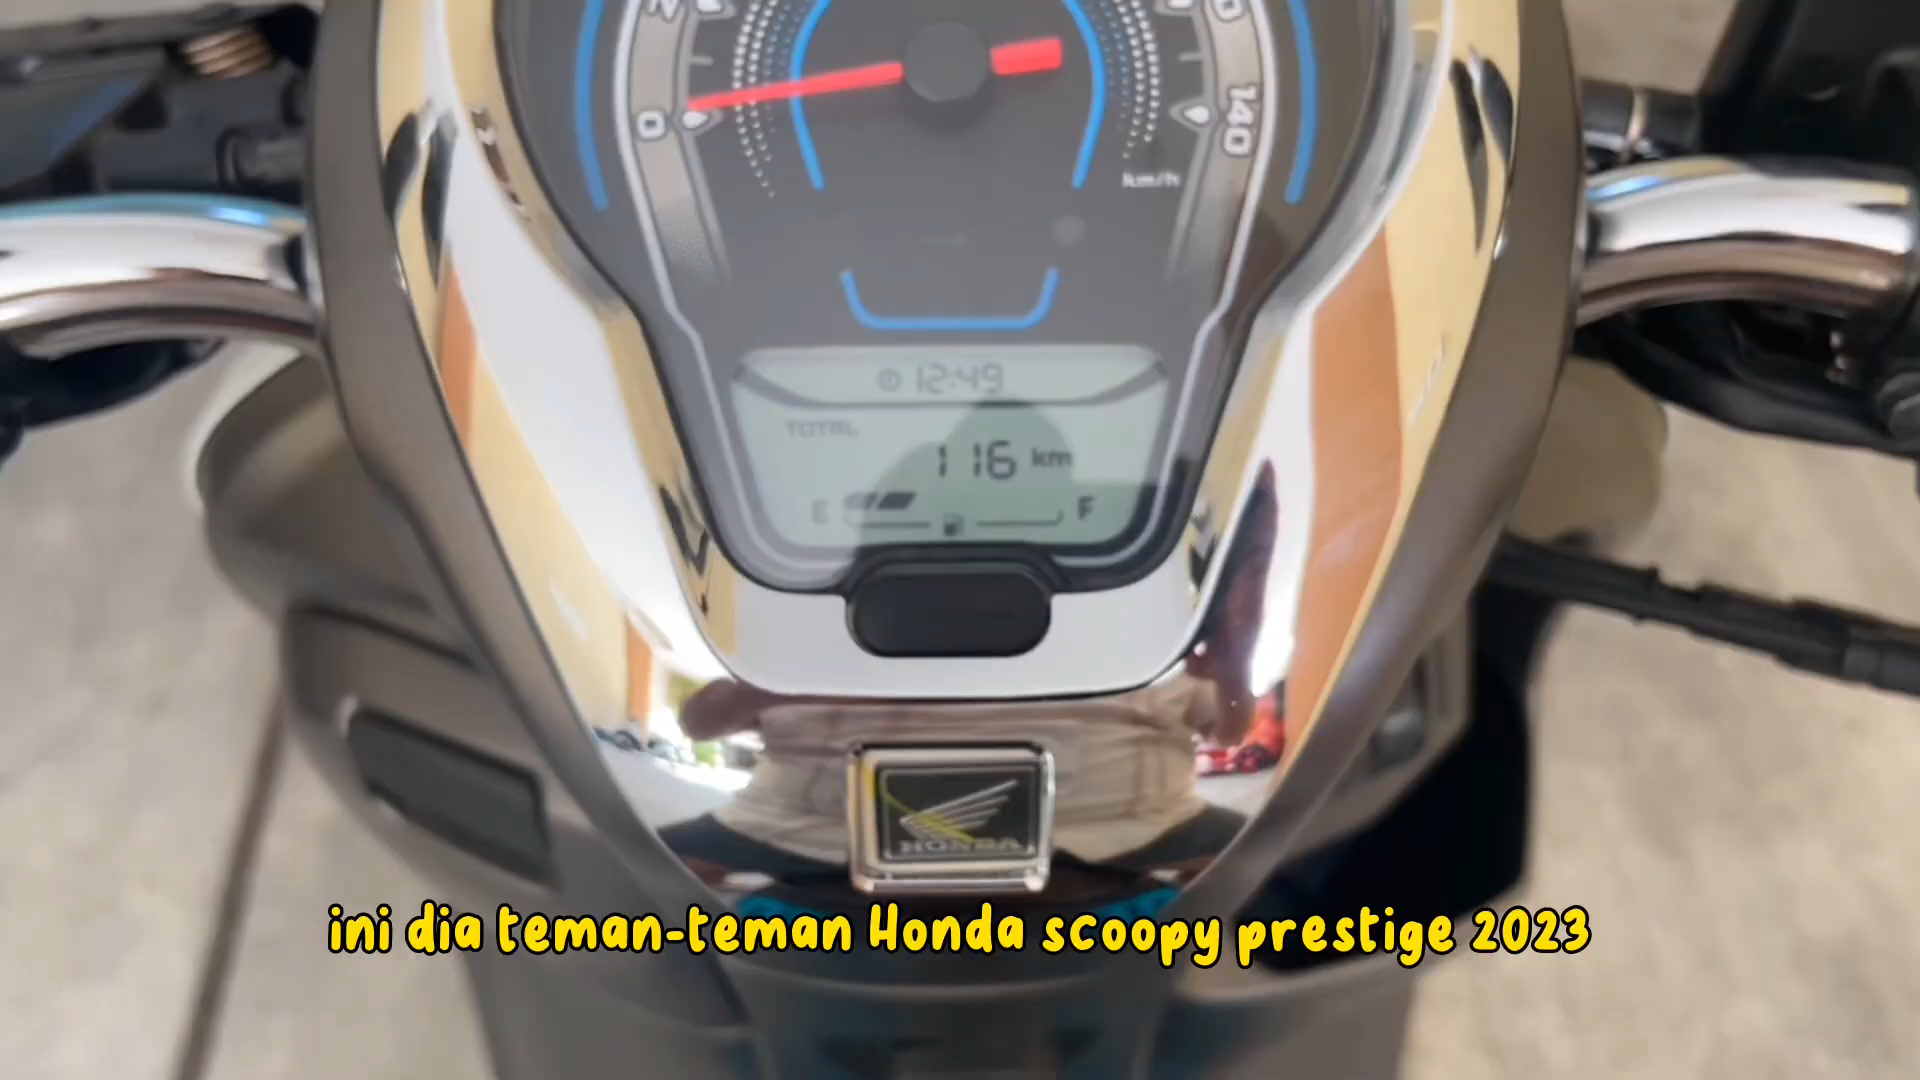 0
140
km/h
12:49
TOTAL
116 km
E F
HONDA
ini dia teman-teman Honda scoopy prestige 2023